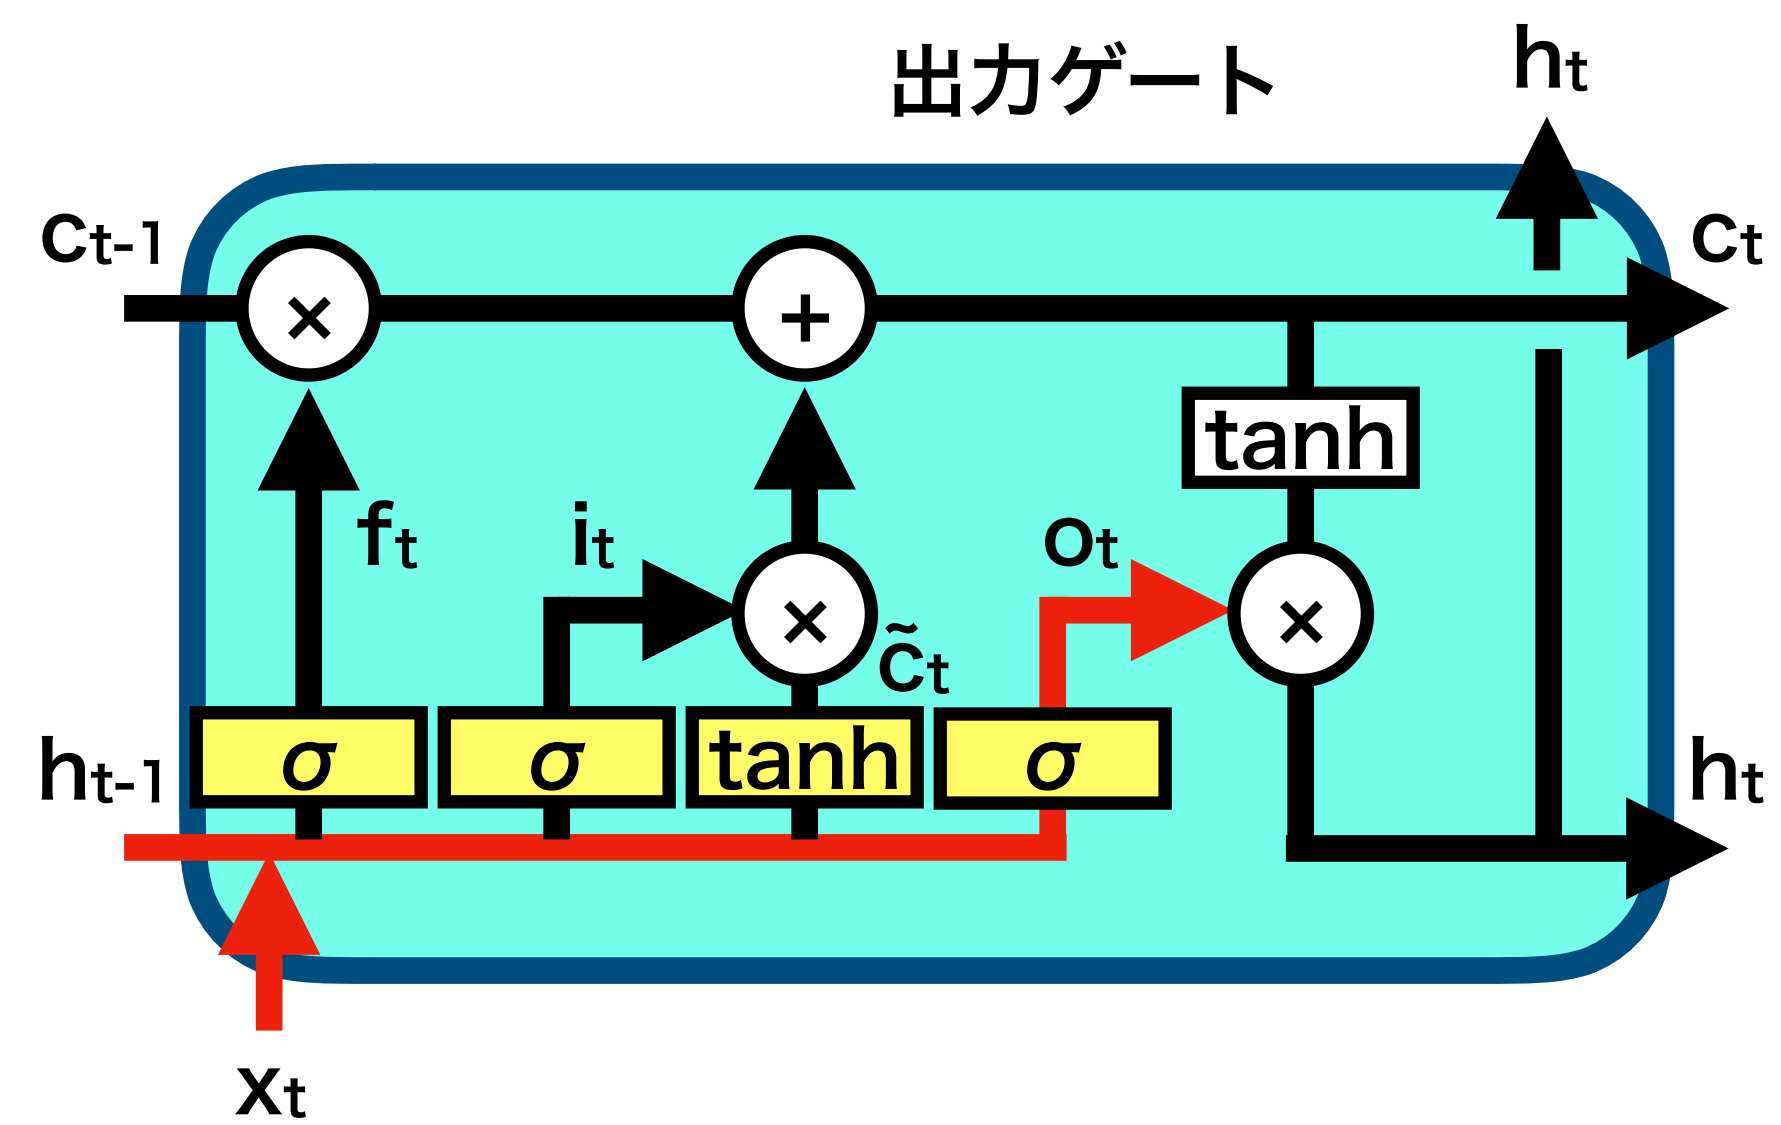 出力ゲート
ht
ct-1
ct
×
+
tanh
ft
it
ot
×
×
c̃t
ht-1
σ
σ
tanh
σ
ht
xt